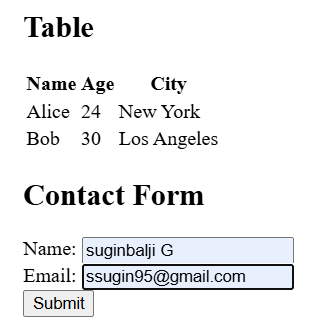 Table
Name Age City
Alice 24 New York
Bob 30 Los Angeles
Contact Form
Name: suginbalji G
Email: ssugin95@gmail.com
Submit